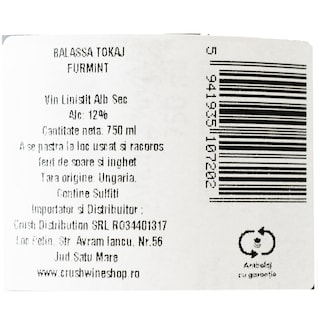 BALASSA TOKAJ
FURMINT
Vin Linistit Alb Sec
Alc: 12%
Cantitate neta: 750 ml
A se pastra la loc uscat si racoros
ferit de soare si inghet
Tara origine: Ungaria.
Contine Sulfiti
Importator si Distribuitor :
Crush Distribution SRL RO34401317
Loc Petin, Str. Avram Iancu, Nr.56
Jud Satu Mare
www.crushwineshop.ro
5 941935 107202
Ambalaj
cu garantie